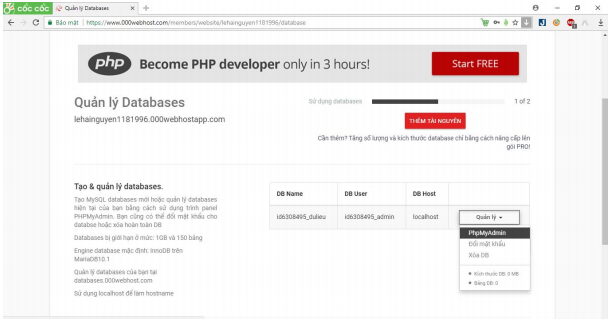 cốc cốc
Quản lý Databases
Bảo mật | https://www.000webhost.com/members/website/lehainguyen1181996/database
php Become PHP developer only in 3 hours!
Start FREE
Quản lý Databases
lehainguyen1181996.000webhostapp.com
Sử dụng databases
1 of 2
THÊM TÀI NGUYÊN
Cần thêm? Tăng số lượng và kích thước database chỉ bằng cách nâng cấp lên
gói PRO!
Tạo & quản lý databases.
Tạo MySQL databases mới hoặc quản lý databases
hiện tại của bạn bằng cách sử dụng trình panel
PHPMyAdmin. Bạn cũng có thể đổi mật khẩu cho
databse hoặc xóa hoàn toàn DB
Databases bị giới hạn ở mức: 1GB và 150 bảng
Engine database mặc định: InnoDB trên
MariaDB10.1
Quản lý databases của bạn tại
databases.000webhost.com
Sử dụng localhost để làm hostname
DB Name DB User DB Host
id6308495_dulieu id6308495_admin localhost Quản lý
PhpMyAdmin
Đổi mật khẩu
Xóa DB
Kích thước DB: 0 MB
Bảng DB: 0